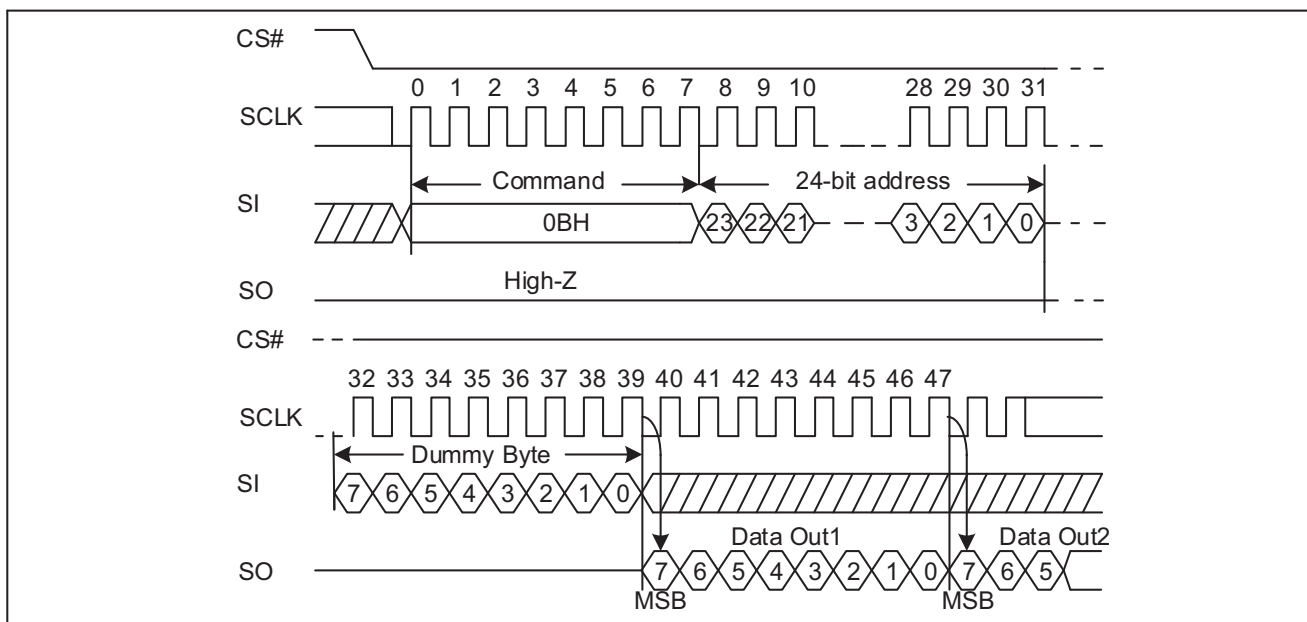 CS#
0 1 2 3 4 5 6 7 8 9 10 28 29 30 31
SCLK
Command 24-bit address
SI
0BH 23 22 21 3 2 1 0
High-Z
SO
CS#
32 33 34 35 36 37 38 39 40 41 42 43 44 45 46 47
SCLK
Dummy Byte
SI
7 6 5 4 3 2 1 0
Data Out1 Data Out2
SO
7 6 5 4 3 2 1 0 7 6 5
MSB MSB